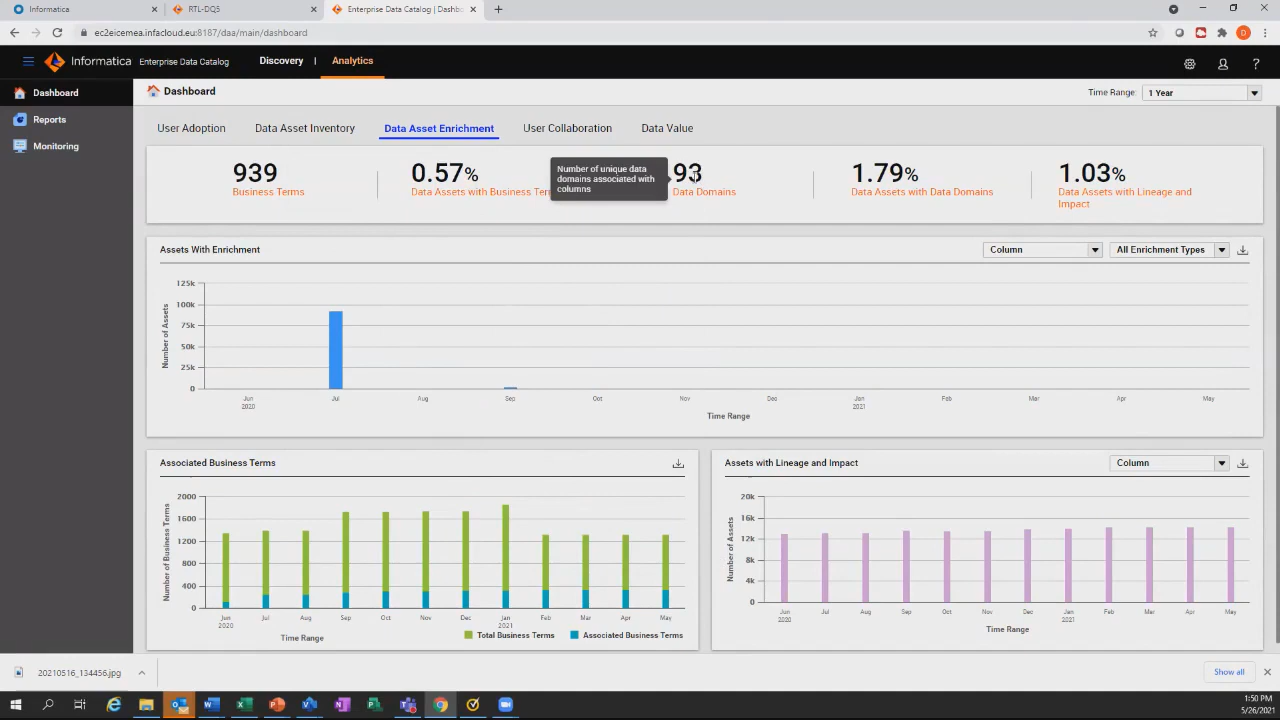 Informatica
RTL-DQ5
Enterprise Data Catalog | Dashbo
ec2eicemea.infacloud.eu:8187/daa/main/dashboard
D
Informatica Enterprise Data Catalog Discovery | Analytics
?
Dashboard
Reports
Monitoring
Dashboard
Time Range: 1 Year
User Adoption Data Asset Inventory Data Asset Enrichment User Collaboration Data Value
939
Business Terms
0.57%
Data Assets with Business Ter
Number of unique data
domains associated with
columns
93
Data Domains
1.79%
Data Assets with Data Domains
1.03%
Data Assets with Lineage and
Impact
Assets With Enrichment
Column
All Enrichment Types
Number of Assets
125k
100k
75k
50k
25k
0
Jun Jul Aug Sep Oct Nov Dec Jan Feb Mar Apr May
2020 2021
Time Range
Associated Business Terms
Number of Business Terms
2000
1600
1200
800
400
0
Jun Jul Aug Sep Oct Nov Dec Jan Feb Mar Apr May
2020 2021
Time Range
Total Business Terms Associated Business Terms
Assets with Lineage and Impact
Column
Number of Assets
20k
16k
12k
8k
4k
0
Jun Jul Aug Sep Oct Nov Dec Jan Feb Mar Apr May
2020 2021
Time Range
20210516_134456.jpg
Show all
1:50 PM
5/26/2021